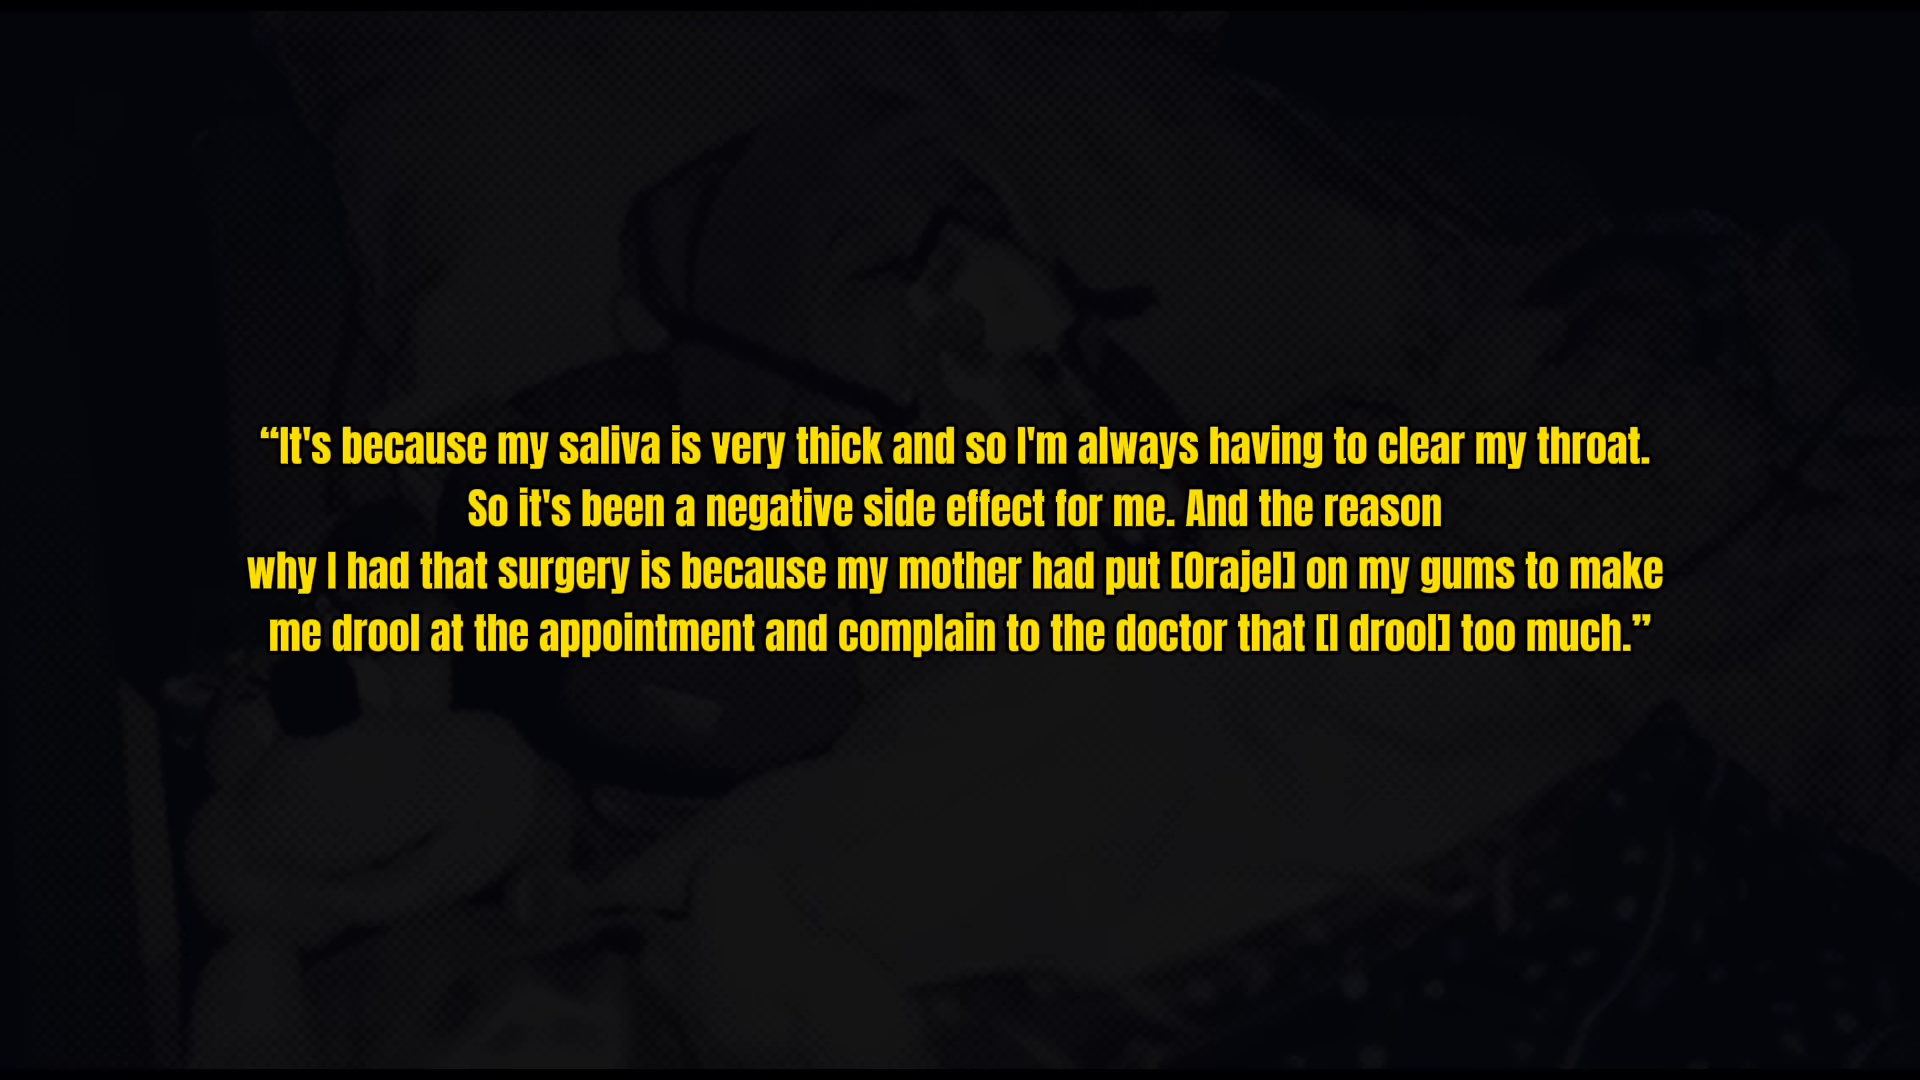 “It's because my saliva is very thick and so I'm always having to clear my throat.
So it's been a negative side effect for me. And the reason
why I had that surgery is because my mother had put [Orajel] on my gums to make
me drool at the appointment and complain to the doctor that [I drool] too much.”